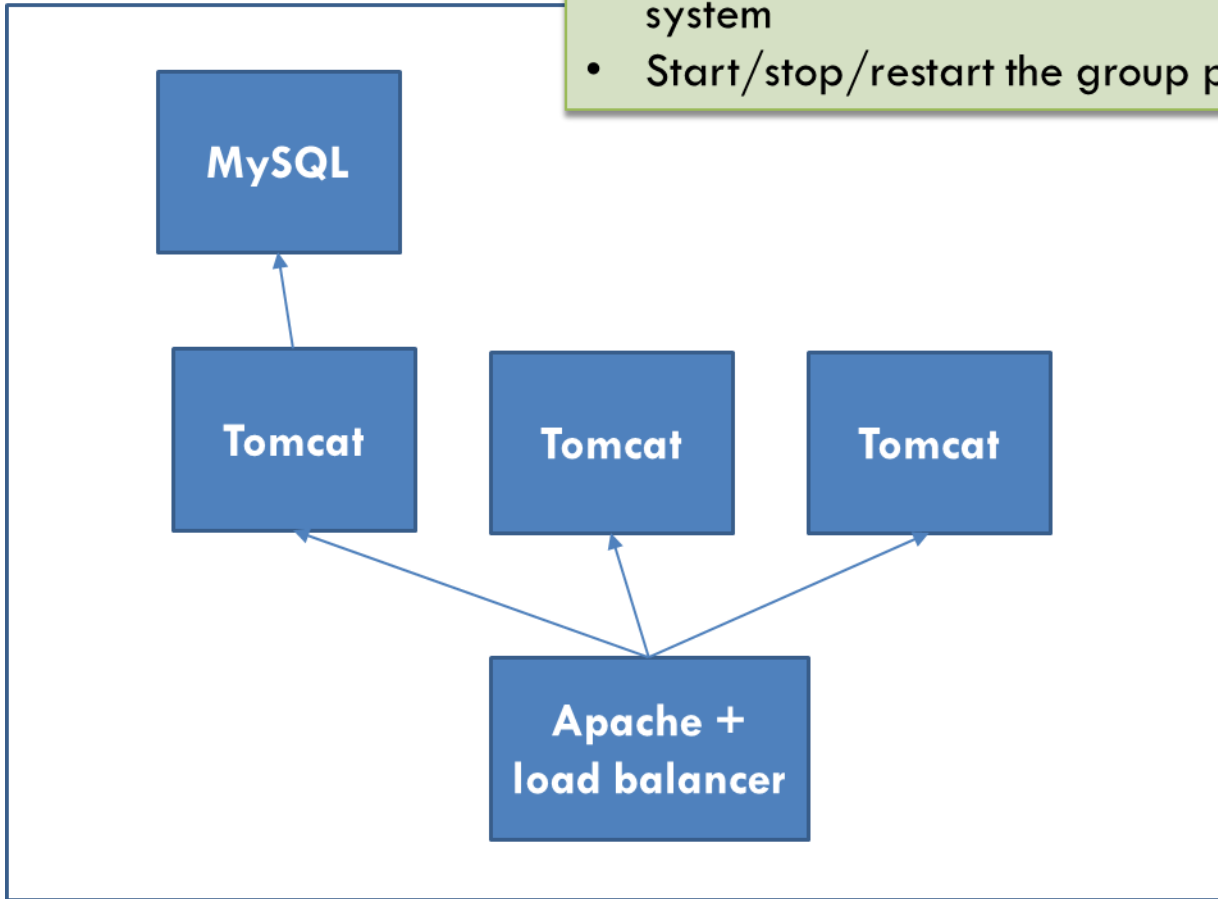 system
• Start/stop/restart the group p
MySQL
Tomcat
Tomcat
Tomcat
Apache +
load balancer